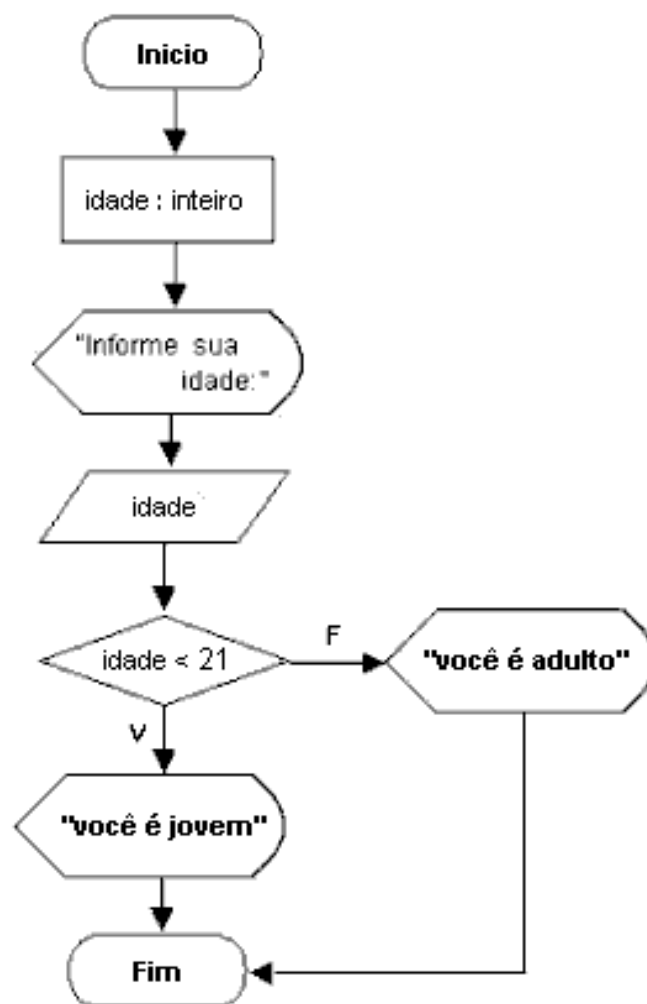 Inicio
idade : inteiro
"Informe sua
idade:"
idade
idade < 21
F
"você é adulto"
V
"você é jovem"
Fim